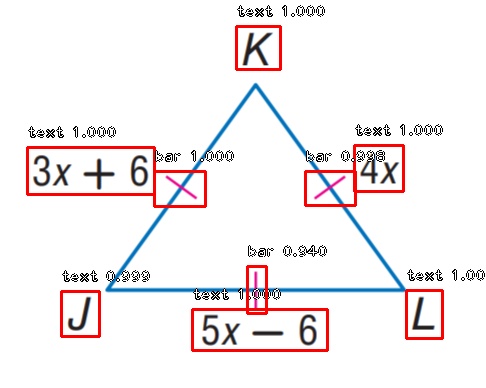 text 1.000
K
text 1.000
text 1.000
bar 1.000
bar 0.998
3x + 6
4x
bar 0.940
text 0.999
text 1.000
text 1.00
J
L
5x − 6